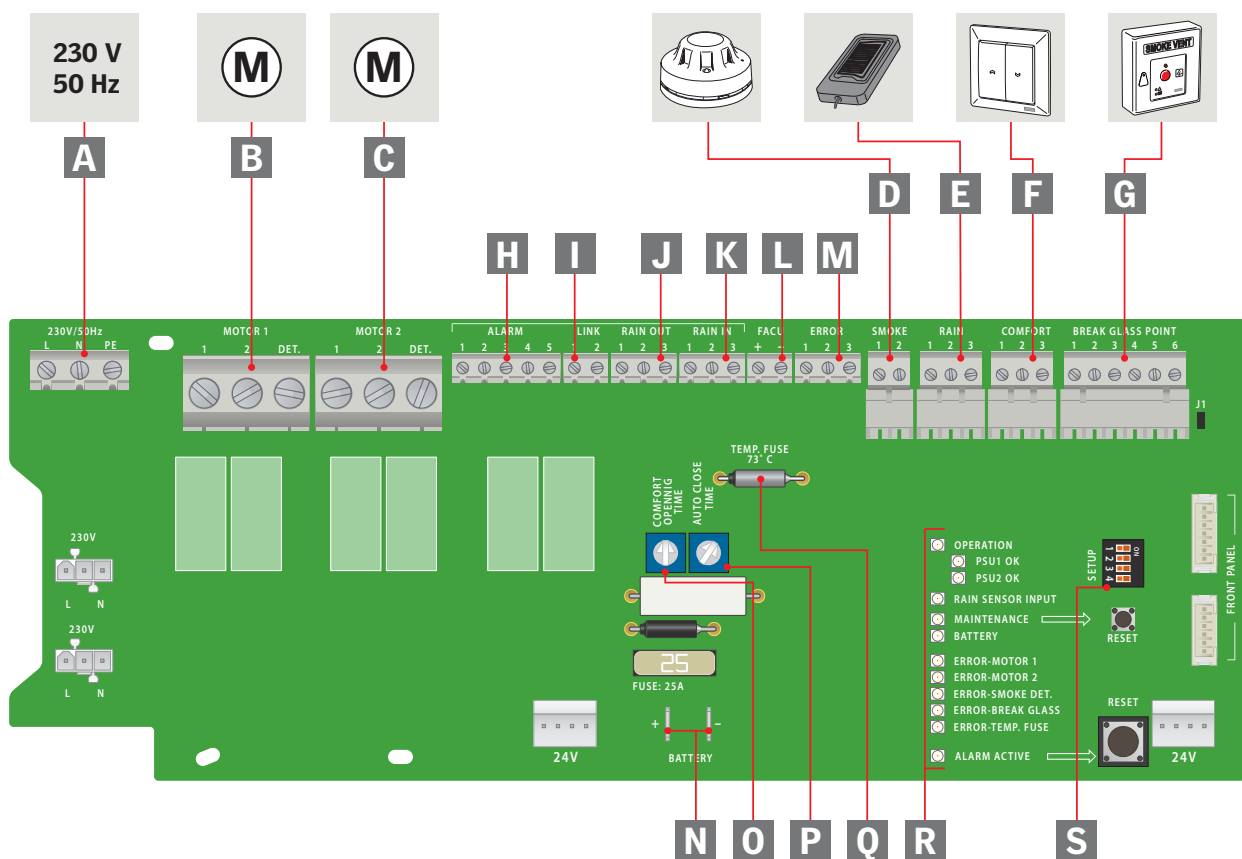 230 V
50 Hz
M
M
SMOKE VENT
A
B
C
D
E
F
G
H
I
J
K
L
M
230V/50Hz
L N PE
MOTOR 1
1 2 DET.
MOTOR 2
1 2 DET.
ALARM
1 2 3 4 5
LINK
1 2
RAIN OUT
1 2 3
RAIN IN
1 2 3
FACU
+ -
ERROR
1 2 3
SMOKE
1 2
RAIN
1 2 3
COMFORT
1 2 3
BREAK GLASS POINT
1 2 3 4 5 6
J1
TEMP. FUSE
73° C
COMFORT
OPENNIG
TIME
AUTO CLOSE
TIME
230V
L N
230V
L N
25
FUSE: 25A
+ -
BATTERY
24V
OPERATION
PSU1 OK
PSU2 OK
RAIN SENSOR INPUT
MAINTENANCE
BATTERY
ERROR-MOTOR 1
ERROR-MOTOR 2
ERROR-SMOKE DET.
ERROR-BREAK GLASS
ERROR-TEMP. FUSE
ALARM ACTIVE
SETUP
1 2 3 4
ON
RESET
RESET
FRONT PANEL
24V
N
O
P
Q
R
S